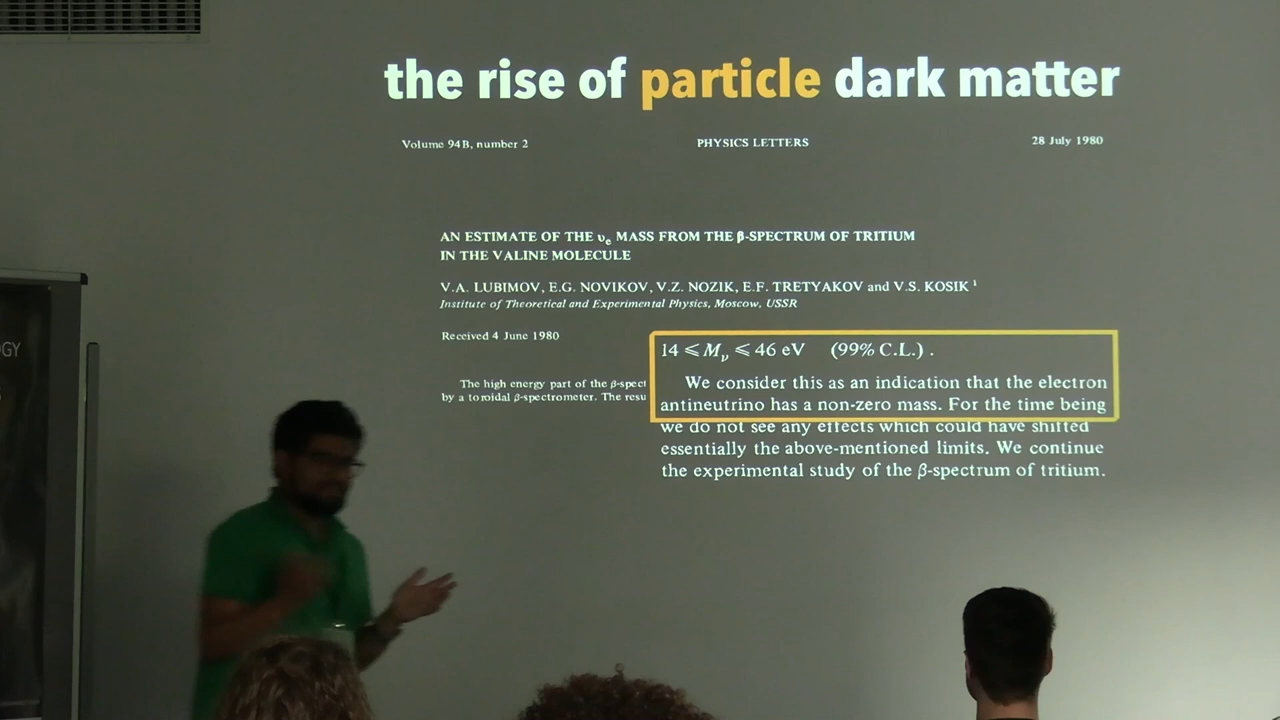 the rise of particle dark matter
Volume 94B, number 2 PHYSICS LETTERS 28 July 1980
AN ESTIMATE OF THE υe MASS FROM THE β-SPECTRUM OF TRITIUM
IN THE VALINE MOLECULE
V.A. LUBIMOV, E.G. NOVIKOV, V.Z. NOZIK, E.F. TRETYAKOV and V.S. KOSIK ¹
Institute of Theoretical and Experimental Physics, Moscow, USSR
Received 4 June 1980
14 ⩽ Mν ⩽ 46 eV (99% C.L.) .
We consider this as an indication that the electron
antineutrino has a non-zero mass. For the time being
we do not see any effects which could have shifted
essentially the above-mentioned limits. We continue
the experimental study of the β-spectrum of tritium.
The high energy part of the β-spect
by a toroidal β-spectrometer. The resu
GY